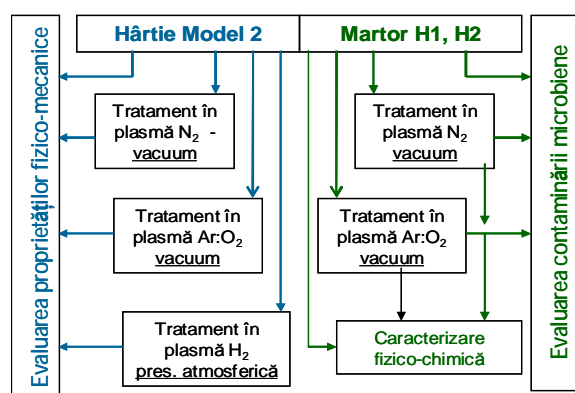 Hârtie Model 2
Martor H1, H2
Evaluarea proprietăților fizico-mecanice
Tratament în
plasmă N₂ -
vacuum
Tratament în
plasmă N₂
vacuum
Tratament în
plasmă Ar:O₂
vacuum
Tratament în
plasmă Ar:O₂
vacuum
Tratament în
plasmă H₂
pres. atmosferică
Caracterizare
fizico-chimică
Evaluarea contaminării microbiene